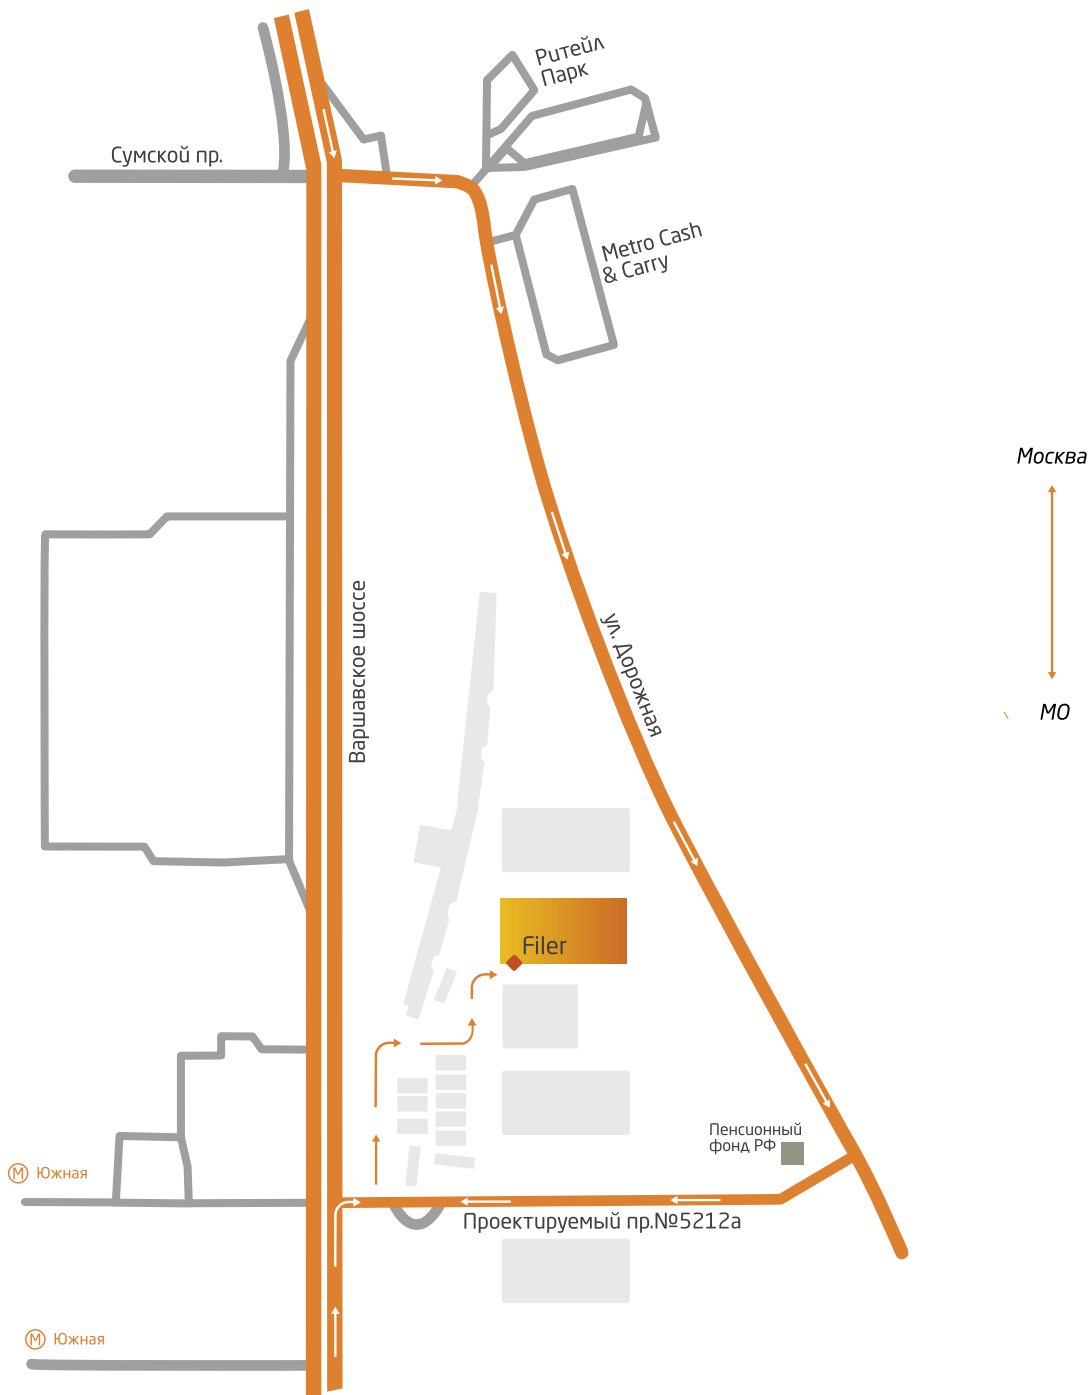 Ритейл
Парк
Сумской пр.
Metro Cash
& Carry
Москва
Варшавское шоссе
ул. Дорожная
МО
Filer
Пенсионный
фонд РФ
М Южная
Проектируемый пр.№5212а
М Южная